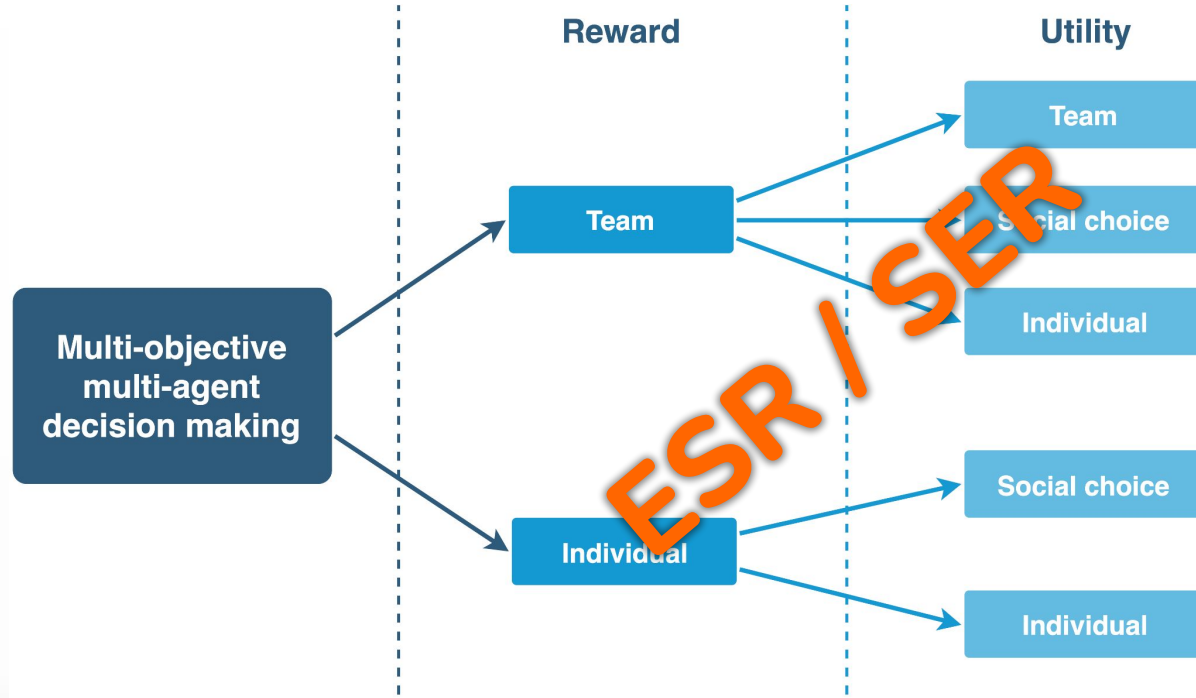 Reward
Utility
Team
Team
Social choice
Individual
Multi-objective
multi-agent
decision making
ESR / SER
Social choice
Individual
Individual